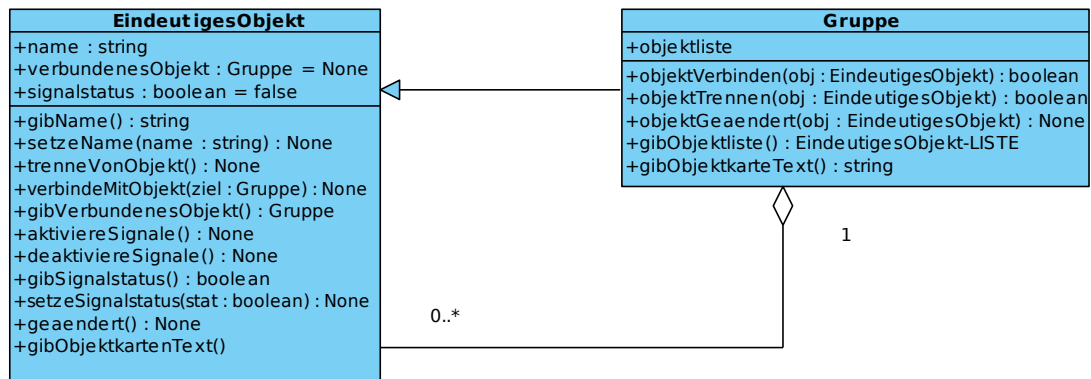 EindeutigesObjekt
+name : string
+verbundenesObjekt : Gruppe = None
+signalstatus : boolean = false
+gibName() : string
+setzeName(name : string) : None
+trenneVonObjekt() : None
+verbindeMitObjekt(ziel : Gruppe) : None
+gibVerbundenesObjekt() : Gruppe
+aktiviereSignale() : None
+deaktiviereSignale() : None
+gibSignalstatus() : boolean
+setzeSignalstatus(stat : boolean) : None
+geaendert() : None
+gibObjektkartenText()
Gruppe
+objektliste
+objektVerbinden(obj : EindeutigesObjekt) : boolean
+objektTrennen(obj : EindeutigesObjekt) : boolean
+objektGeaendert(obj : EindeutigesObjekt) : None
+gibObjektliste() : EindeutigesObjekt-LISTE
+gibObjektkarteText() : string
1
0..*